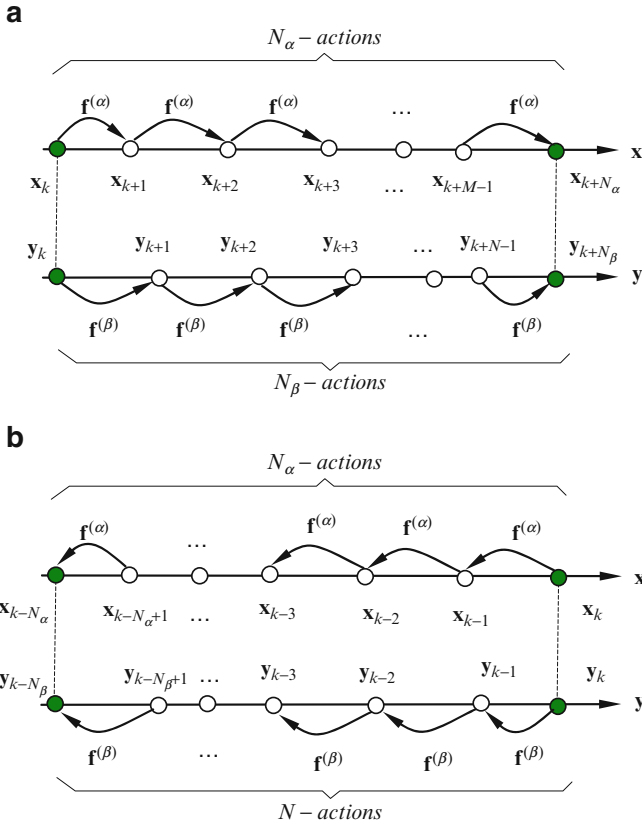 a
N_α – actions
f^(α) f^(α) f^(α) … f^(α)
x
x_k x_{k+1} x_{k+2} x_{k+3} … x_{k+M−1} x_{k+N_α}
y_k y_{k+1} y_{k+2} y_{k+3} … y_{k+N−1} y_{k+N_β}
y
f^(β) f^(β) f^(β) … f^(β)
N_β – actions
b
N_α – actions
f^(α) … f^(α) f^(α) f^(α)
x
x_{k−N_α} x_{k−N_α+1} … x_{k−3} x_{k−2} x_{k−1} x_k
y_{k−N_β} y_{k−N_β+1} … y_{k−3} y_{k−2} y_{k−1} y_k
y
f^(β) … f^(β) f^(β) f^(β)
N – actions